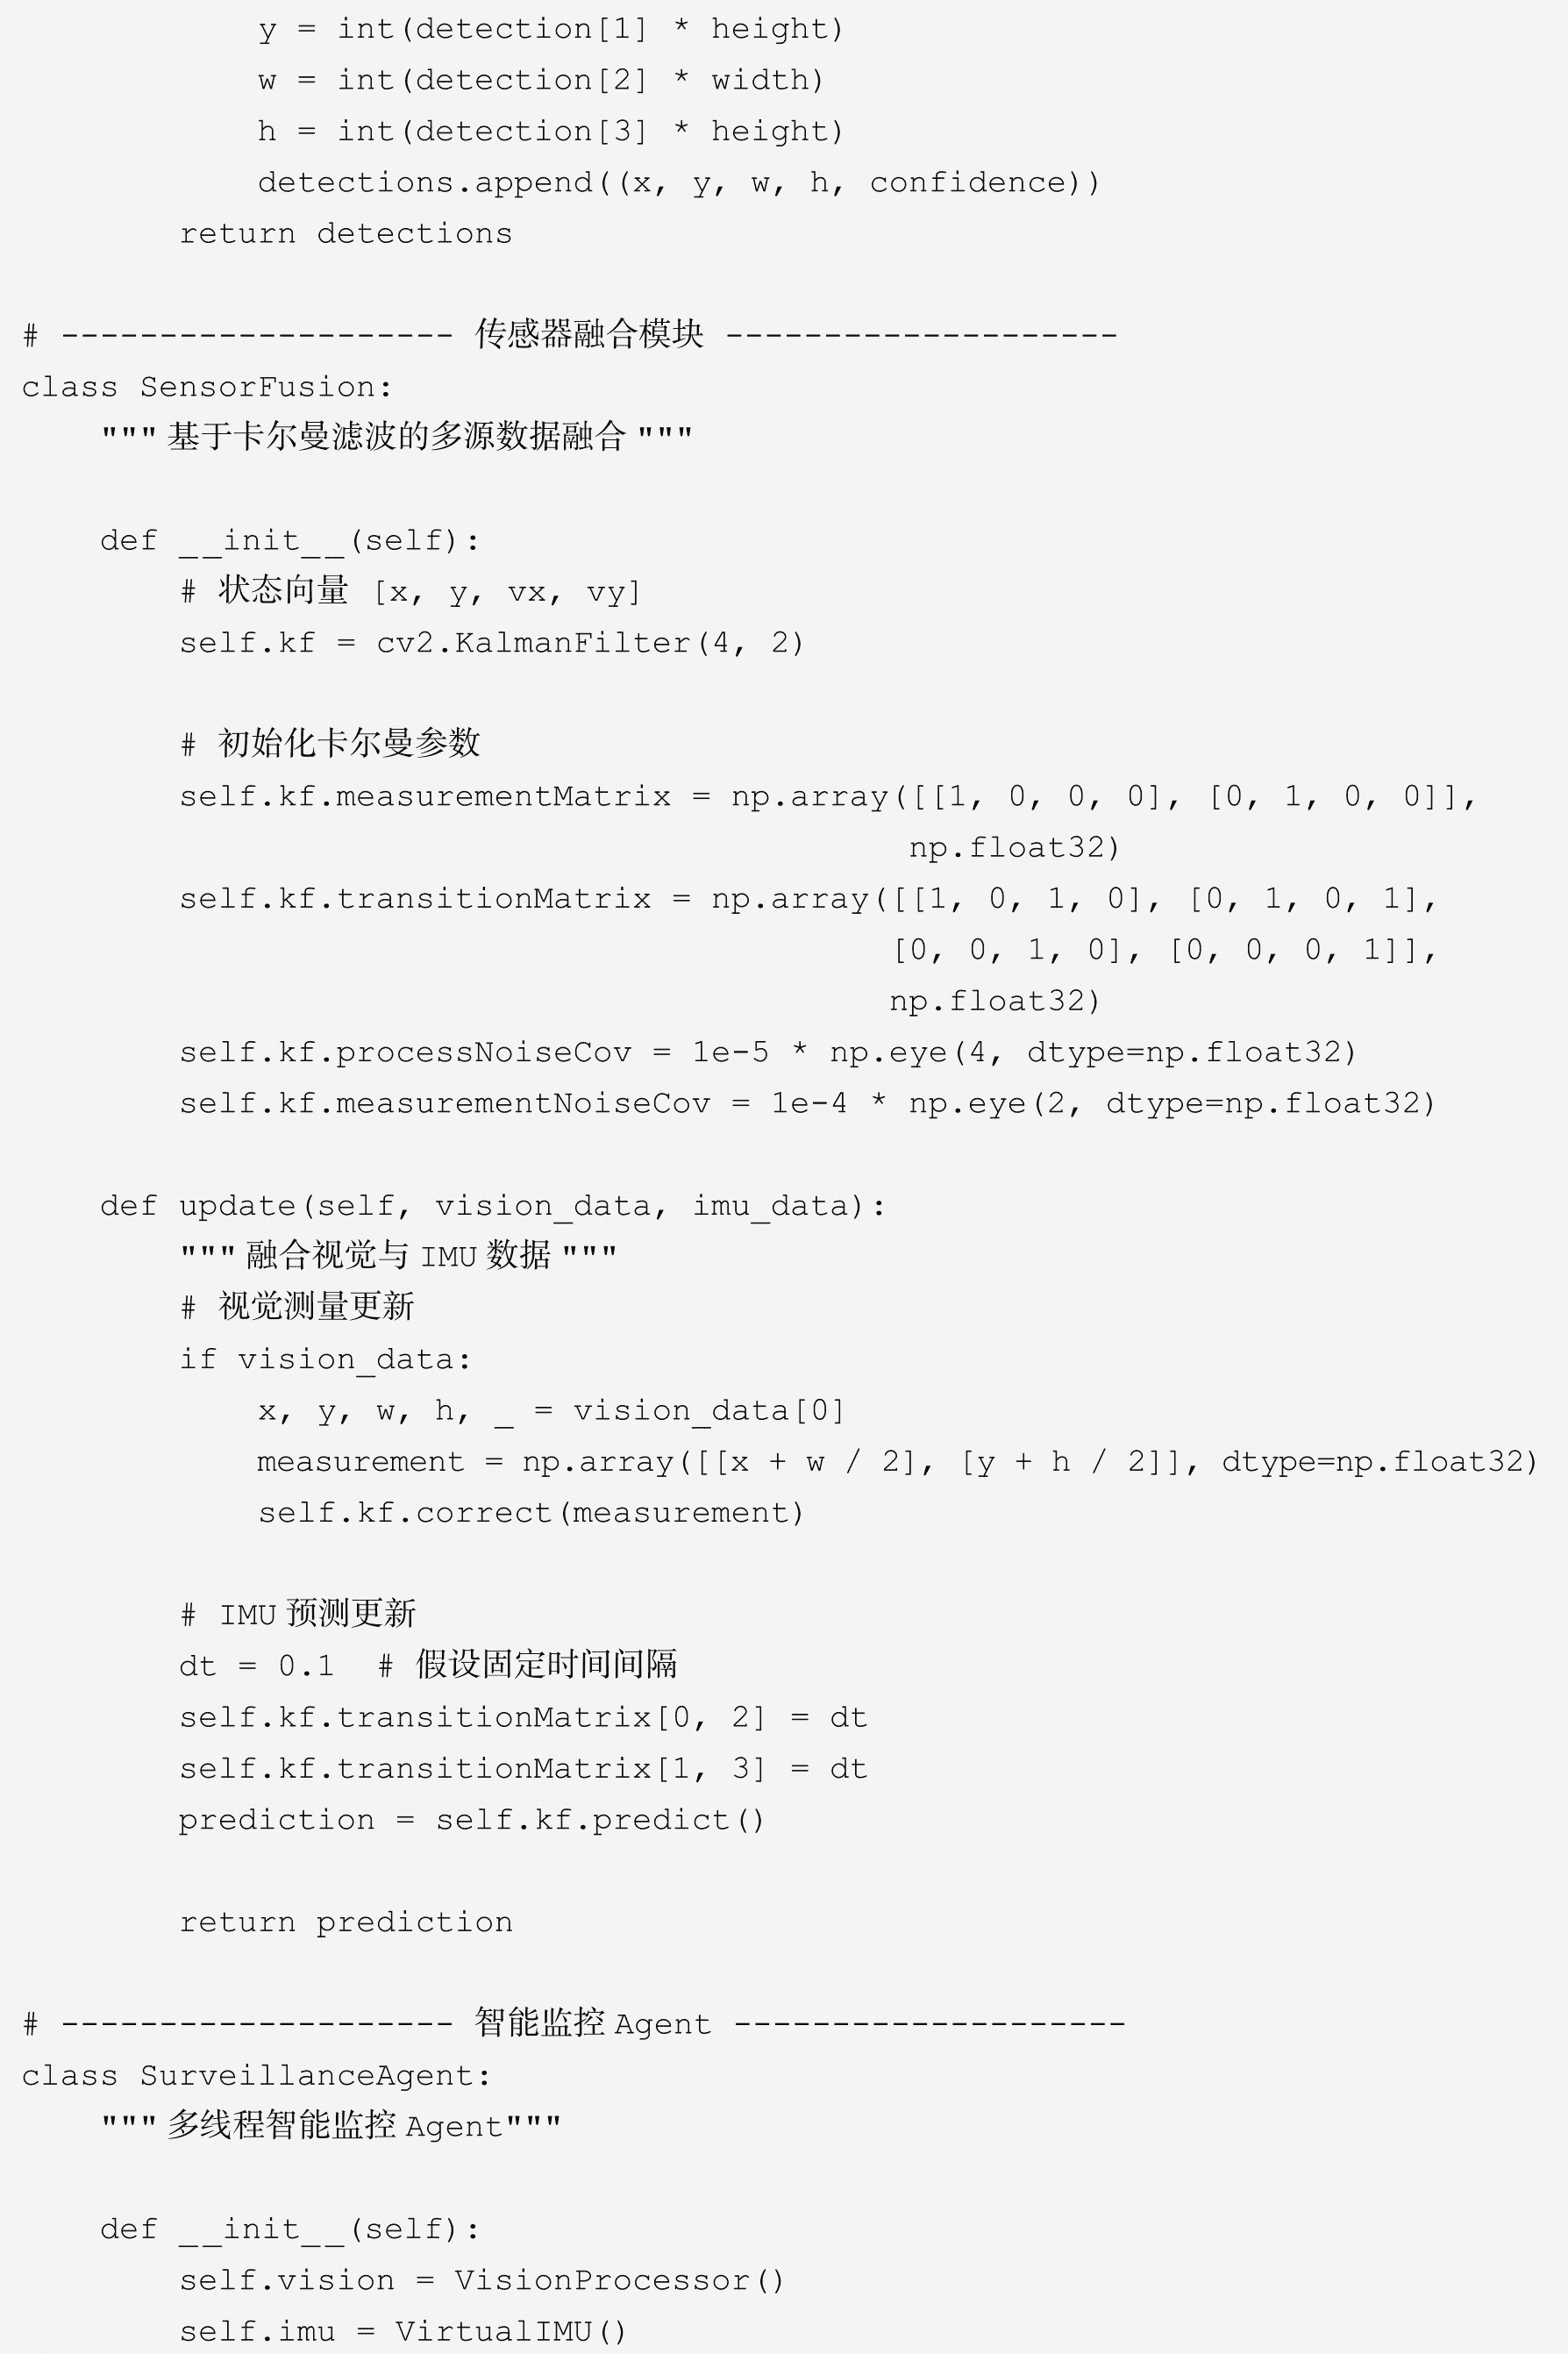 y = int(detection[1] * height)
            w = int(detection[2] * width)
            h = int(detection[3] * height)
            detections.append((x, y, w, h, confidence))
        return detections

# -------------------- 传感器融合模块 --------------------
class SensorFusion:
    """基于卡尔曼滤波的多源数据融合"""

    def __init__(self):
        # 状态向量 [x, y, vx, vy]
        self.kf = cv2.KalmanFilter(4, 2)

        # 初始化卡尔曼参数
        self.kf.measurementMatrix = np.array([[1, 0, 0, 0], [0, 1, 0, 0]],
                                             np.float32)
        self.kf.transitionMatrix = np.array([[1, 0, 1, 0], [0, 1, 0, 1],
                                            [0, 0, 1, 0], [0, 0, 0, 1]],
                                            np.float32)
        self.kf.processNoiseCov = 1e-5 * np.eye(4, dtype=np.float32)
        self.kf.measurementNoiseCov = 1e-4 * np.eye(2, dtype=np.float32)

    def update(self, vision_data, imu_data):
        """融合视觉与 IMU 数据"""
        # 视觉测量更新
        if vision_data:
            x, y, w, h, _ = vision_data[0]
            measurement = np.array([[x + w / 2], [y + h / 2]], dtype=np.float32)
            self.kf.correct(measurement)

        # IMU 预测更新
        dt = 0.1  # 假设固定时间间隔
        self.kf.transitionMatrix[0, 2] = dt
        self.kf.transitionMatrix[1, 3] = dt
        prediction = self.kf.predict()

        return prediction

# -------------------- 智能监控 Agent --------------------
class SurveillanceAgent:
    """多线程智能监控 Agent"""

    def __init__(self):
        self.vision = VisionProcessor()
        self.imu = VirtualIMU()